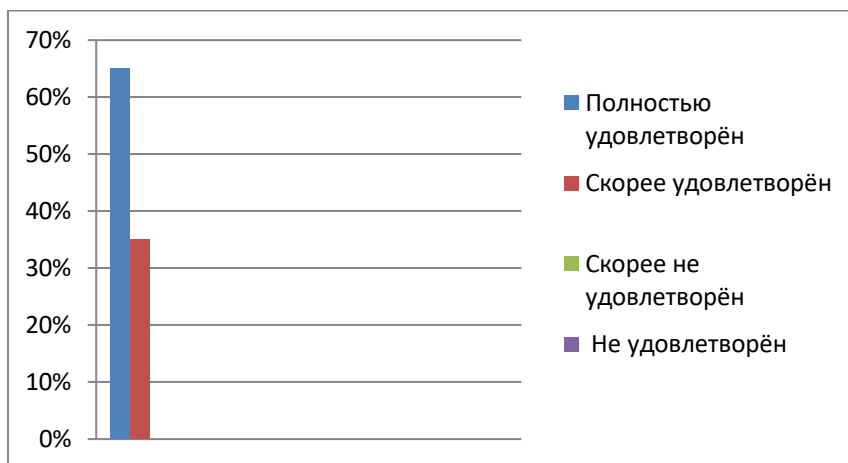 70%
60%
50%
40%
30%
20%
10%
0%
Полностью
удовлетворён
Скорее удовлетворён
Скорее не
удовлетворён
Не удовлетворён